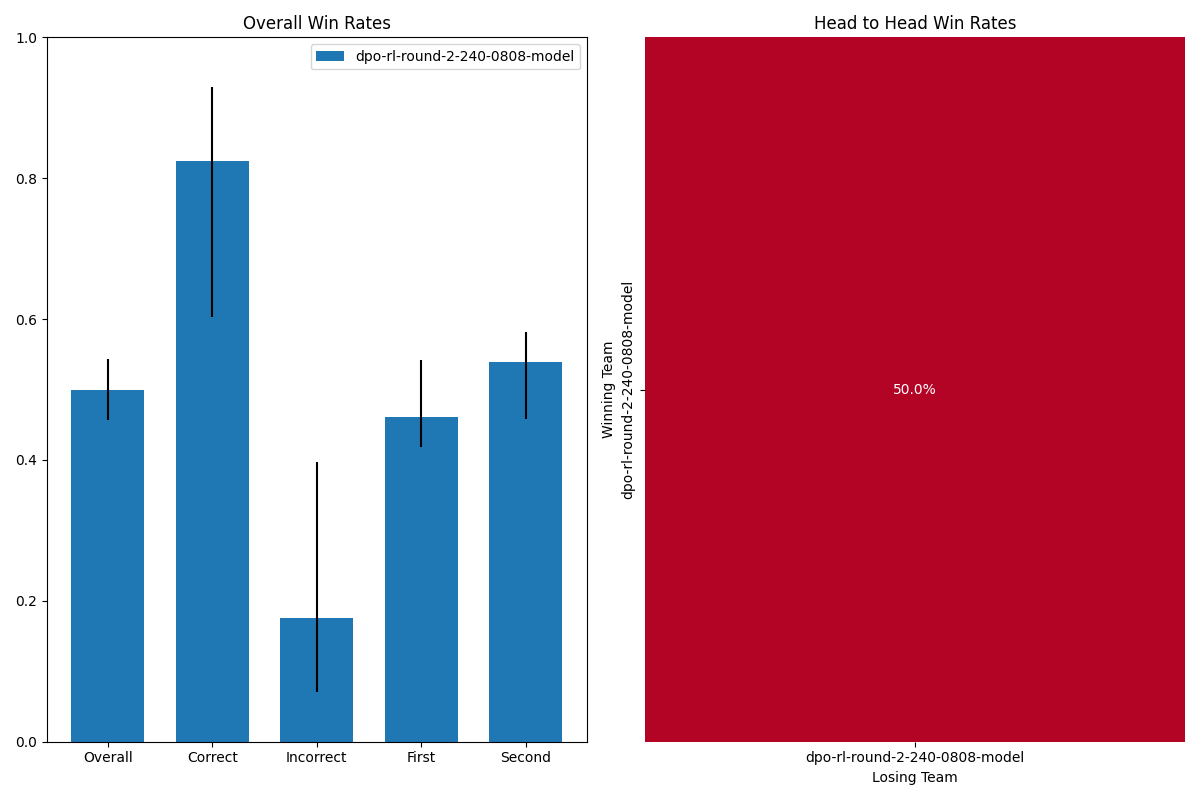 Overall Win Rates
dpo-rl-round-2-240-0808-model
1.0
0.8
0.6
0.4
0.2
0.0
Overall
Correct
Incorrect
First
Second
Head to Head Win Rates
Winning Team
dpo-rl-round-2-240-0808-model
50.0%
dpo-rl-round-2-240-0808-model
Losing Team